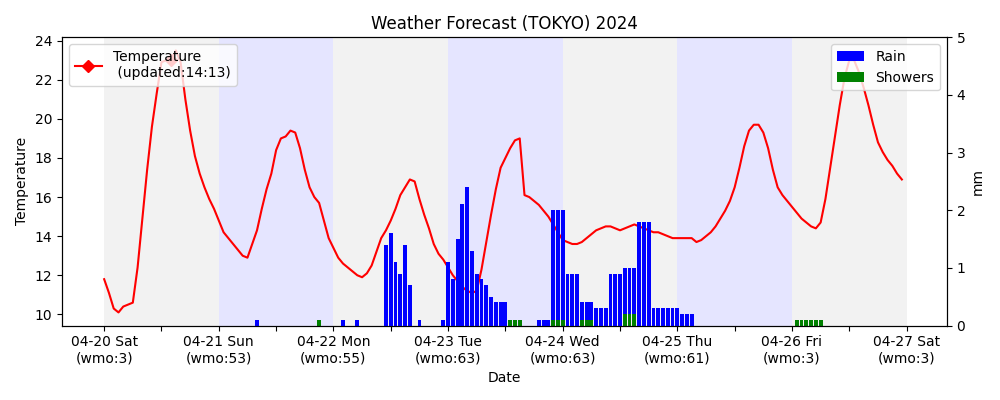 Weather Forecast (TOKYO) 2024
Temperature
(updated:14:13)
Rain
Showers
Temperature
24
22
20
18
16
14
12
10
5
4
3
2
1
0
mm
04-20 Sat
(wmo:3)
04-21 Sun
(wmo:53)
04-22 Mon
(wmo:55)
04-23 Tue
(wmo:63)
04-24 Wed
(wmo:63)
04-25 Thu
(wmo:61)
04-26 Fri
(wmo:3)
04-27 Sat
(wmo:3)
Date